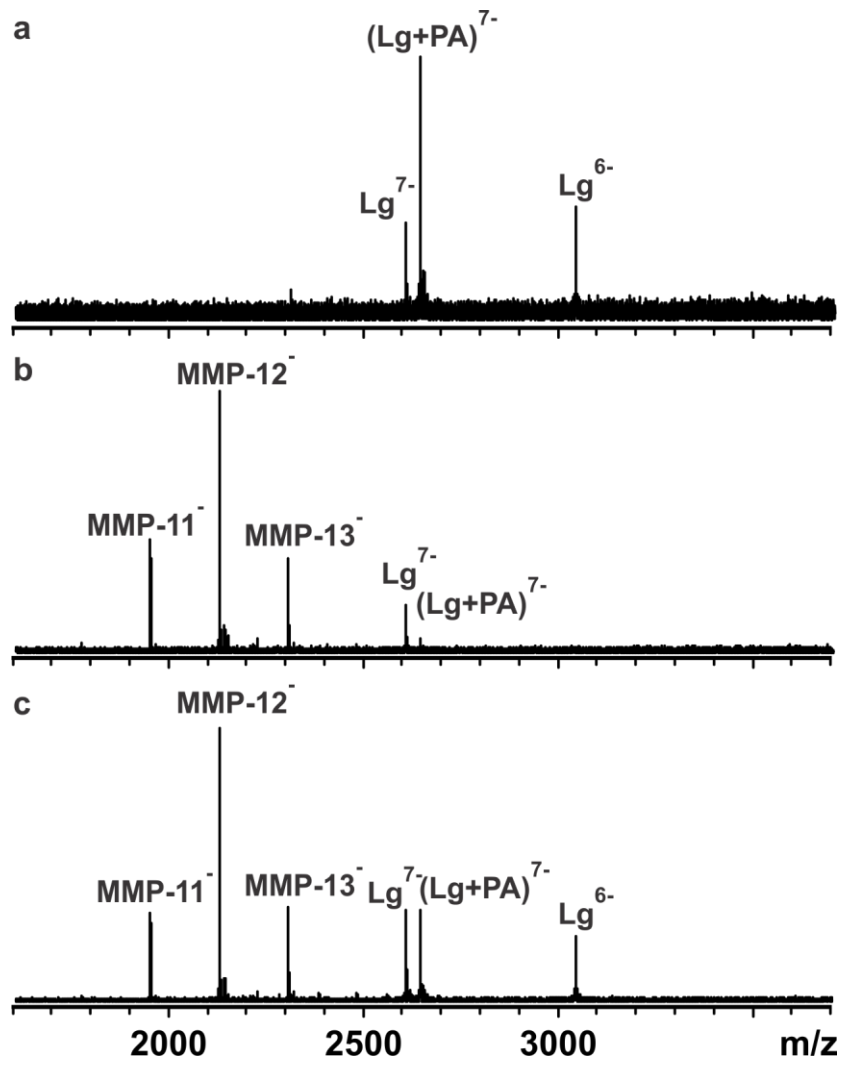 a
(Lg+PA)⁷⁻
Lg⁷⁻
Lg⁶⁻
b
MMP-12⁻
MMP-11⁻
MMP-13⁻
Lg⁷⁻
(Lg+PA)⁷⁻
c
MMP-12⁻
MMP-11⁻
MMP-13⁻
Lg⁷⁻
(Lg+PA)⁷⁻
Lg⁶⁻
2000 2500 3000 m/z